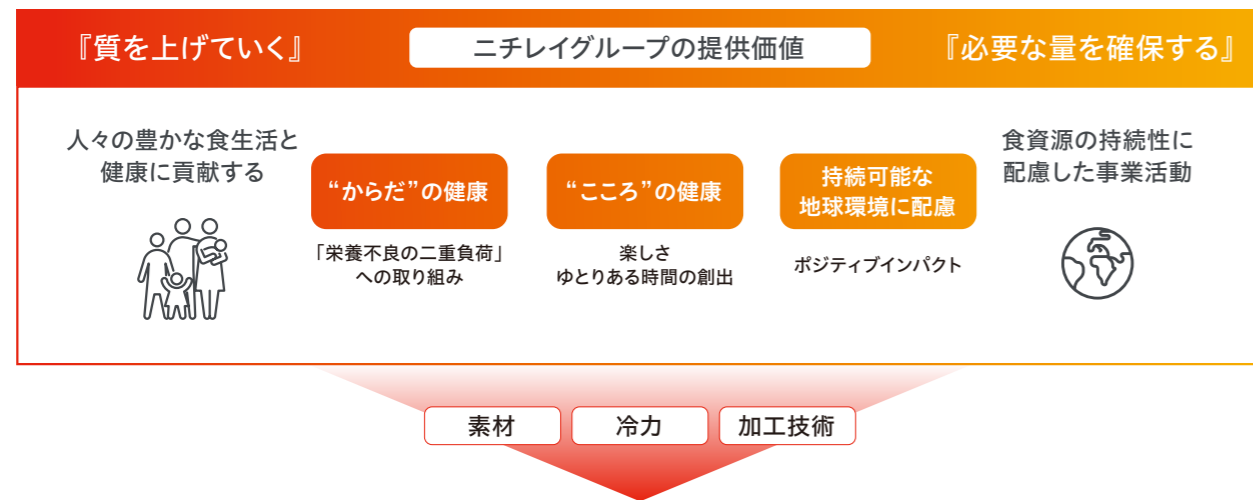 『質を上げていく』
ニチレイグループの提供価値
『必要な量を確保する』
人々の豊かな食生活と
健康に貢献する
“からだ”の健康
「栄養不良の二重負荷」
への取り組み
“こころ”の健康
楽しさ
ゆとりある時間の創出
持続可能な
地球環境に配慮
ポジティブインパクト
食資源の持続性に
配慮した事業活動
素材
冷力
加工技術